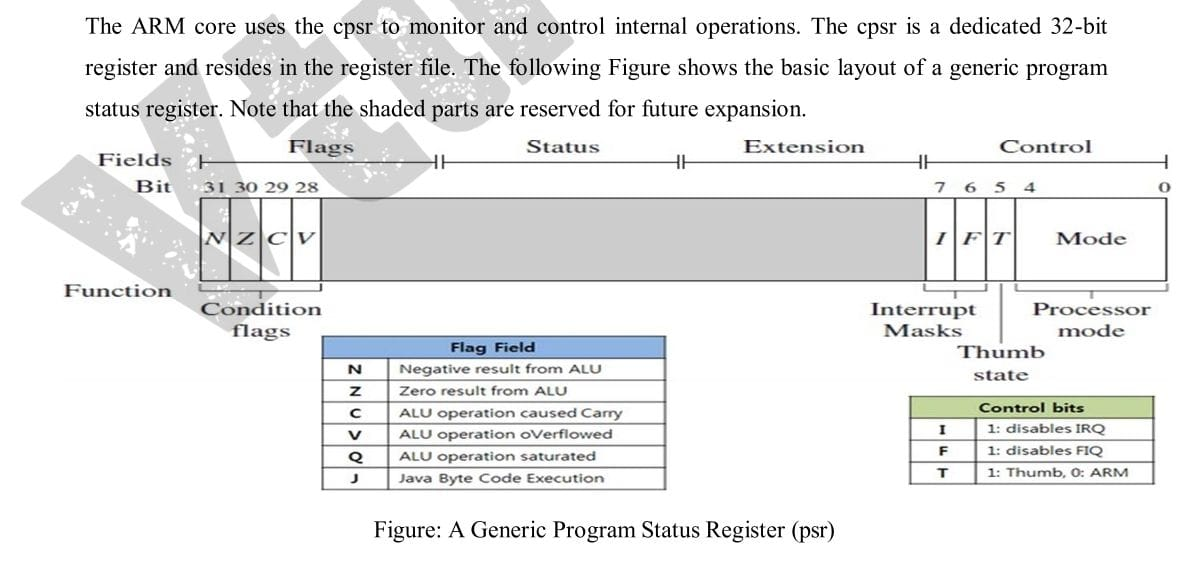 The ARM core uses the cpsr to monitor and control internal operations. The cpsr is a dedicated 32-bit
register and resides in the register file. The following Figure shows the basic layout of a generic program
status register. Note that the shaded parts are reserved for future expansion.
Fields Flags Status Extension Control
Bit 31 30 29 28 7 6 5 4 0
N Z C V I F T Mode
Function
Condition
flags
Interrupt
Masks
Processor
mode
Thumb
state
Flag Field
N Negative result from ALU
Z Zero result from ALU
C ALU operation caused Carry
V ALU operation oVerflowed
Q ALU operation saturated
J Java Byte Code Execution
Control bits
I 1: disables IRQ
F 1: disables FIQ
T 1: Thumb, 0: ARM
Figure: A Generic Program Status Register (psr)